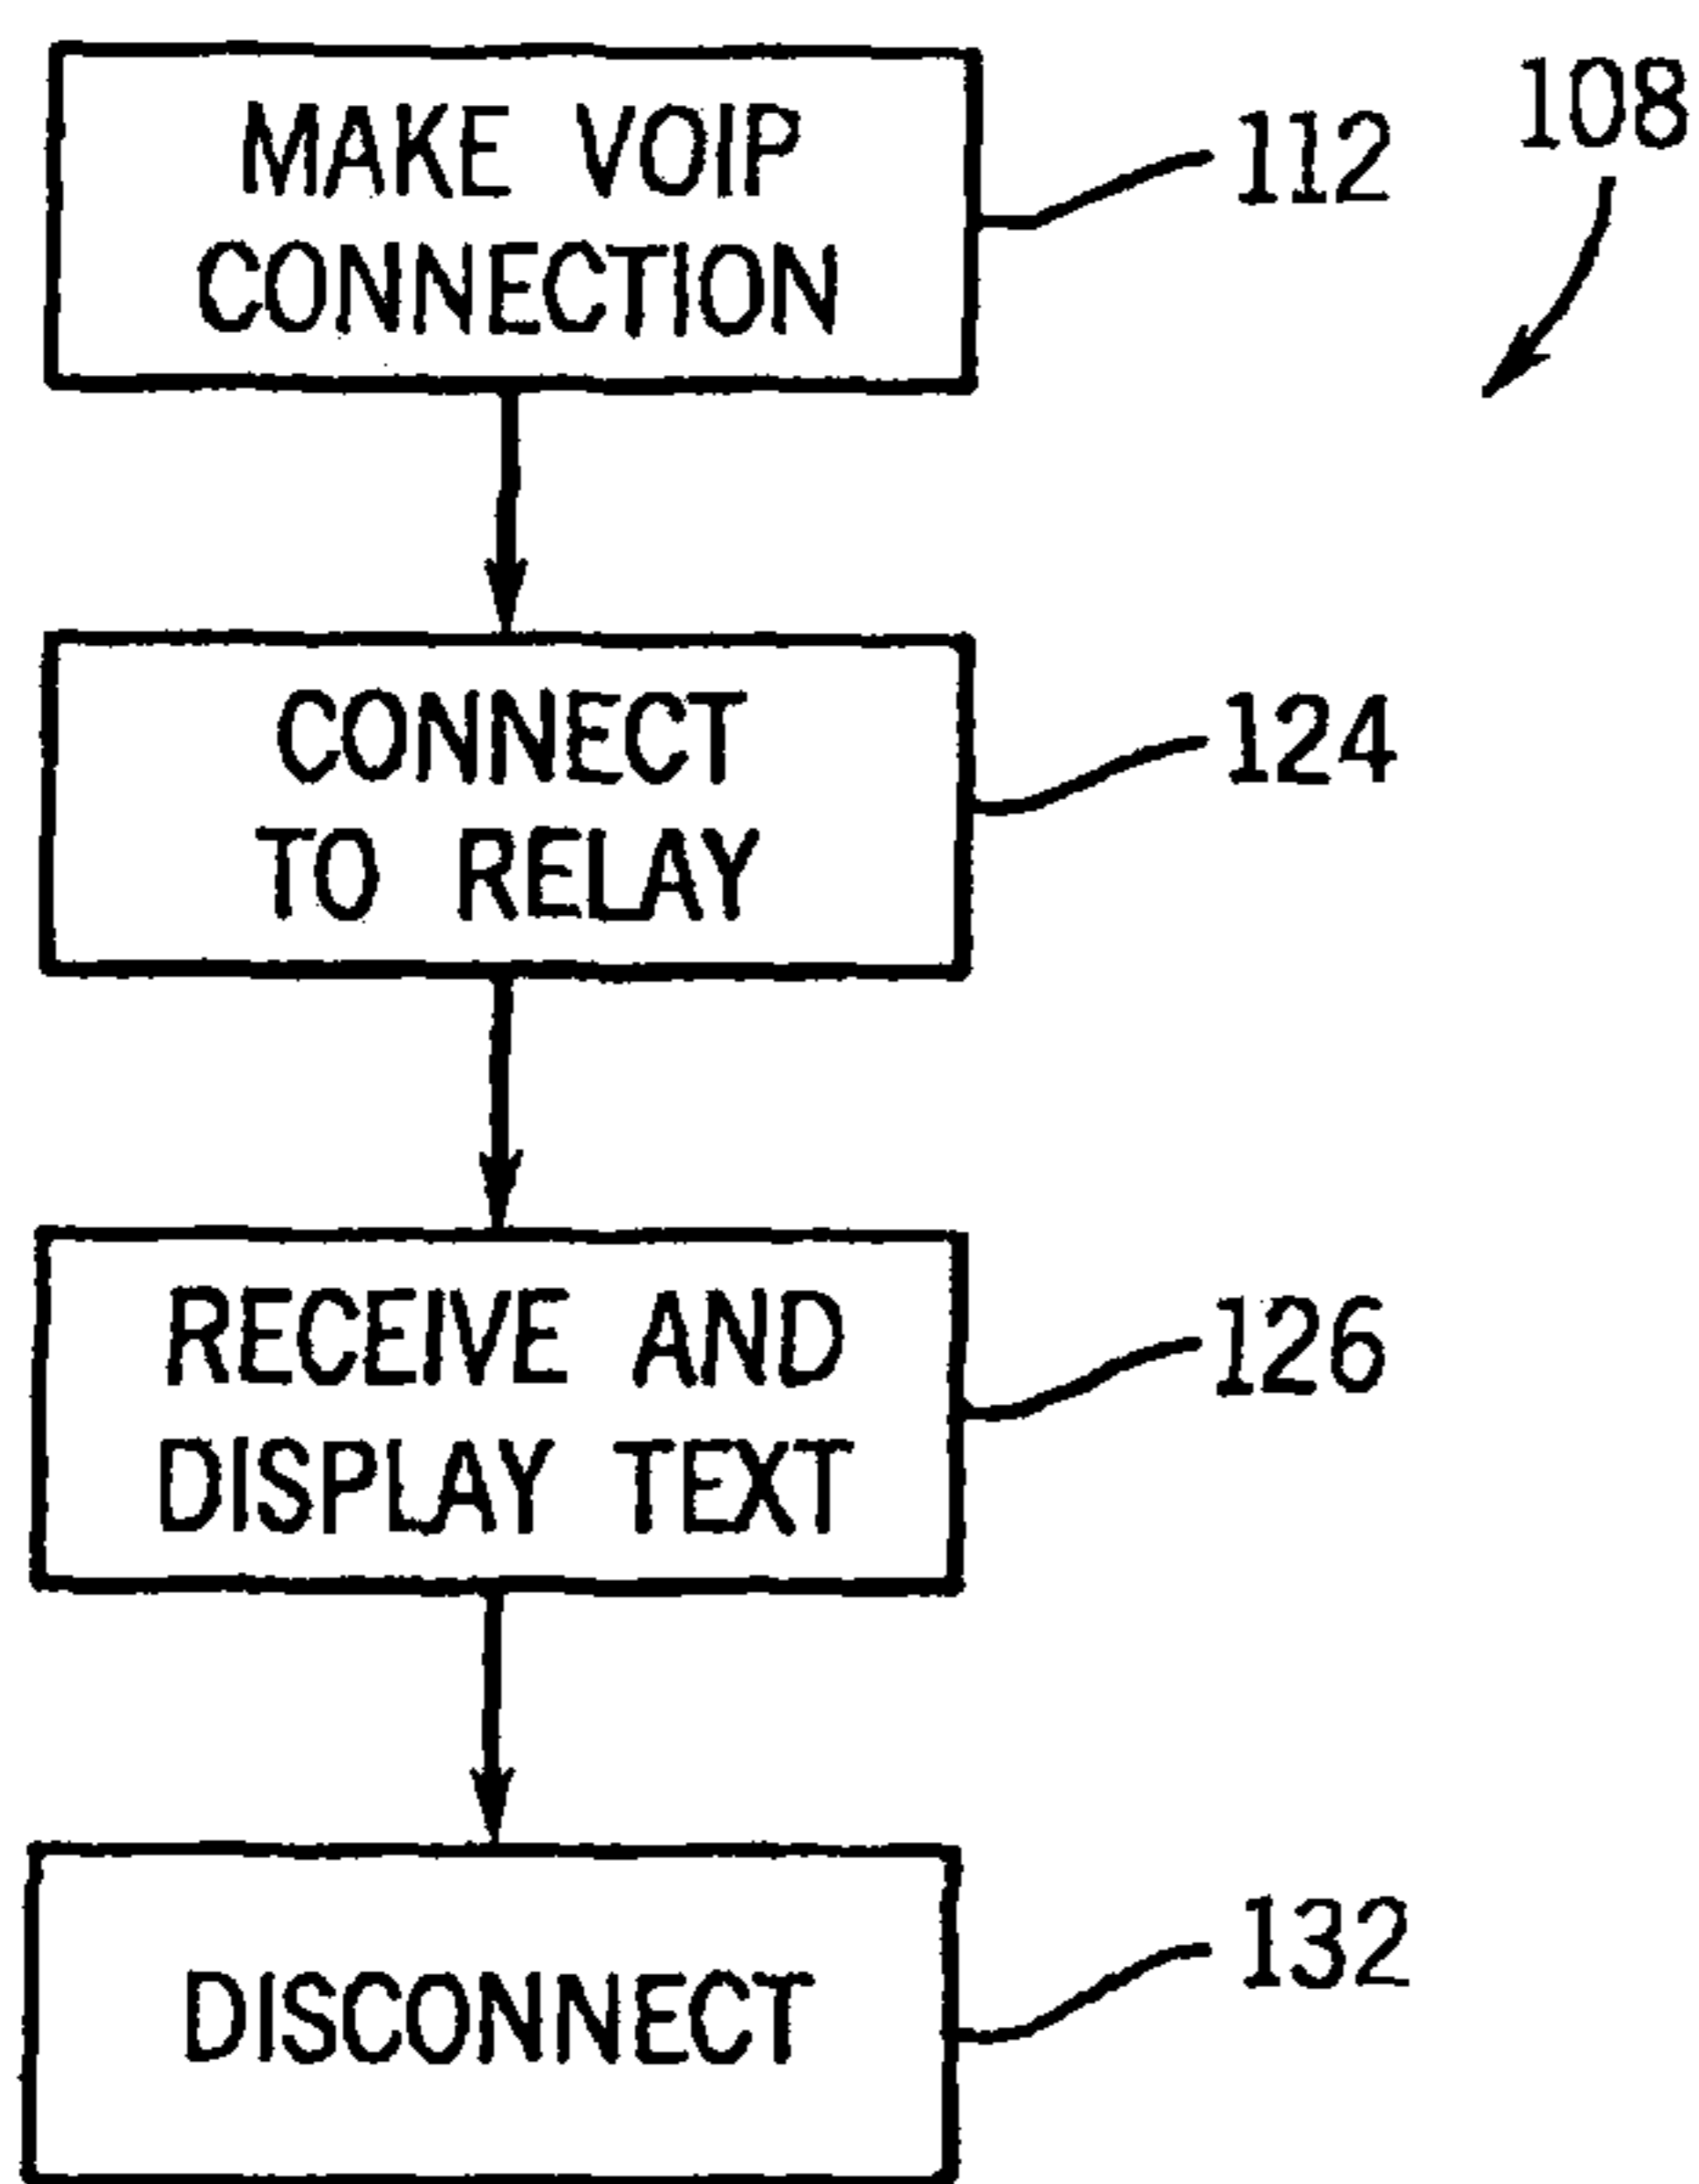 MAKE VOIP
CONNECTION
112
108
CONNECT
TO RELAY
124
RECEIVE AND
DISPLAY TEXT
126
DISCONNECT
132